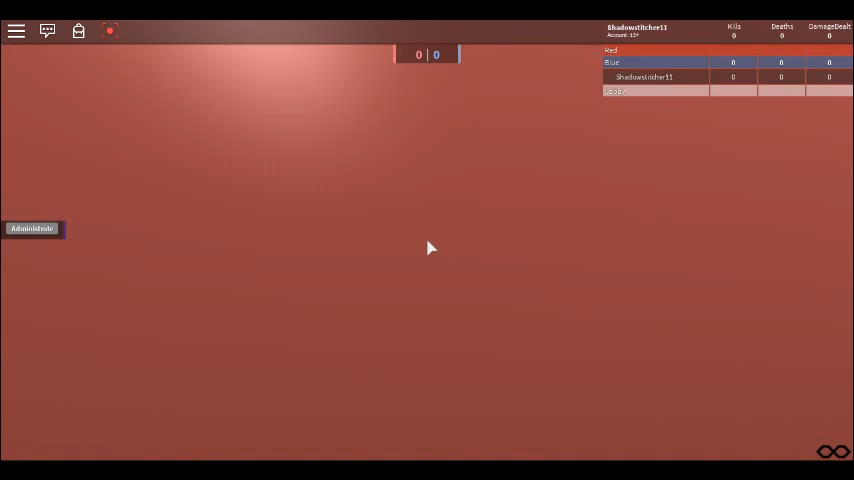 Shadowstitcher11
Account: 13+
Kills
0
Deaths
0
DamageDealt
0
0 | 0
Red
Blue
0
0
0
Shadowstitcher11
0
0
0
Lobby
Administrate